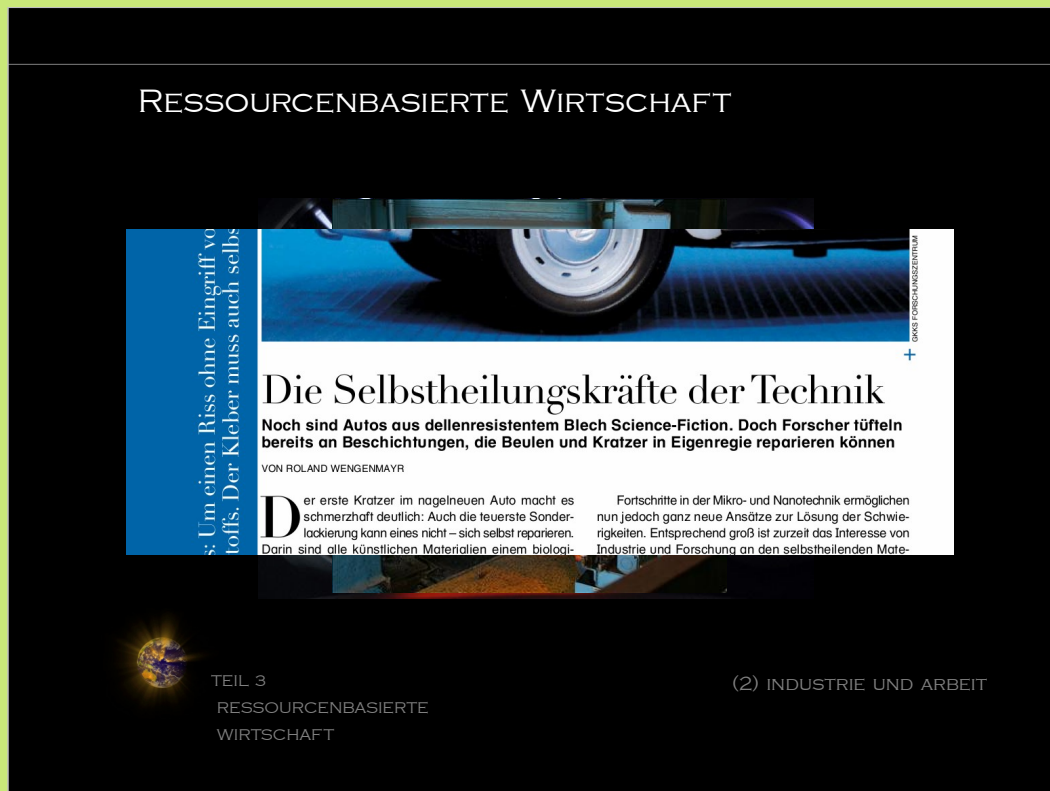 Ressourcenbasierte Wirtschaft
s: Um einen Riss ohne Eingriff
toffs. Der Kleber muss auch
GKKS FORSCHUNGSZENTRUM
Die Selbstheilungskräfte der Technik
Noch sind Autos aus dellenresistentem Blech Science-Fiction. Doch Forscher tüfteln
bereits an Beschichtungen, die Beulen und Kratzer in Eigenregie reparieren können
VON ROLAND WENGENMAYR
Der erste Kratzer im nagelneuen Auto macht es
schmerzhaft deutlich: Auch die teuerste Sonder-
lackierung kann eines nicht – sich selbst reparieren.
Darin sind alle künstlichen Materialien einem biologi-
Fortschritte in der Mikro- und Nanotechnik ermöglichen
nun jedoch ganz neue Ansätze zur Lösung der Schwie-
rigkeiten. Entsprechend groß ist zurzeit das Interesse von
Industrie und Forschung an den selbstheilenden Mate-
teil 3
ressourcenbasierte
wirtschaft
(2) industrie und arbeit